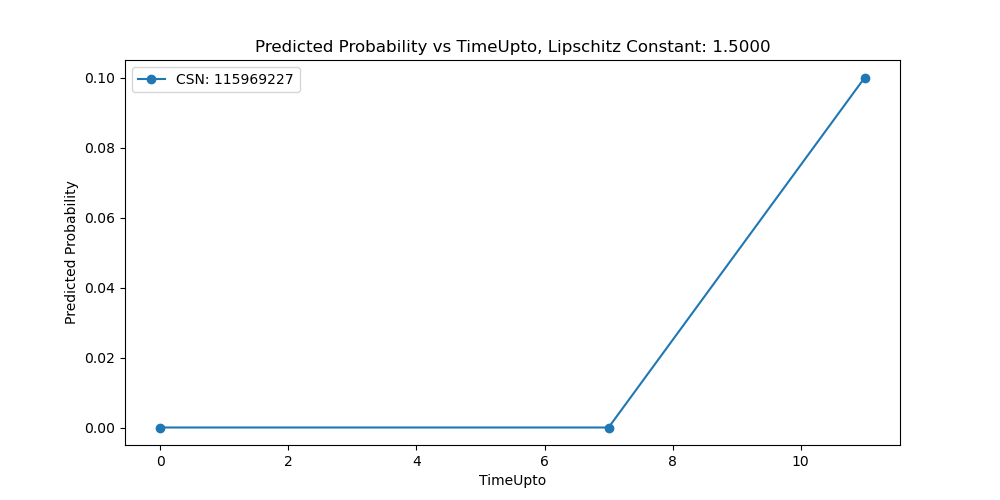 Predicted Probability vs TimeUpto, Lipschitz Constant: 1.5000
CSN: 115969227
Predicted Probability
0.10
0.08
0.06
0.04
0.02
0.00
0 2 4 6 8 10
TimeUpto